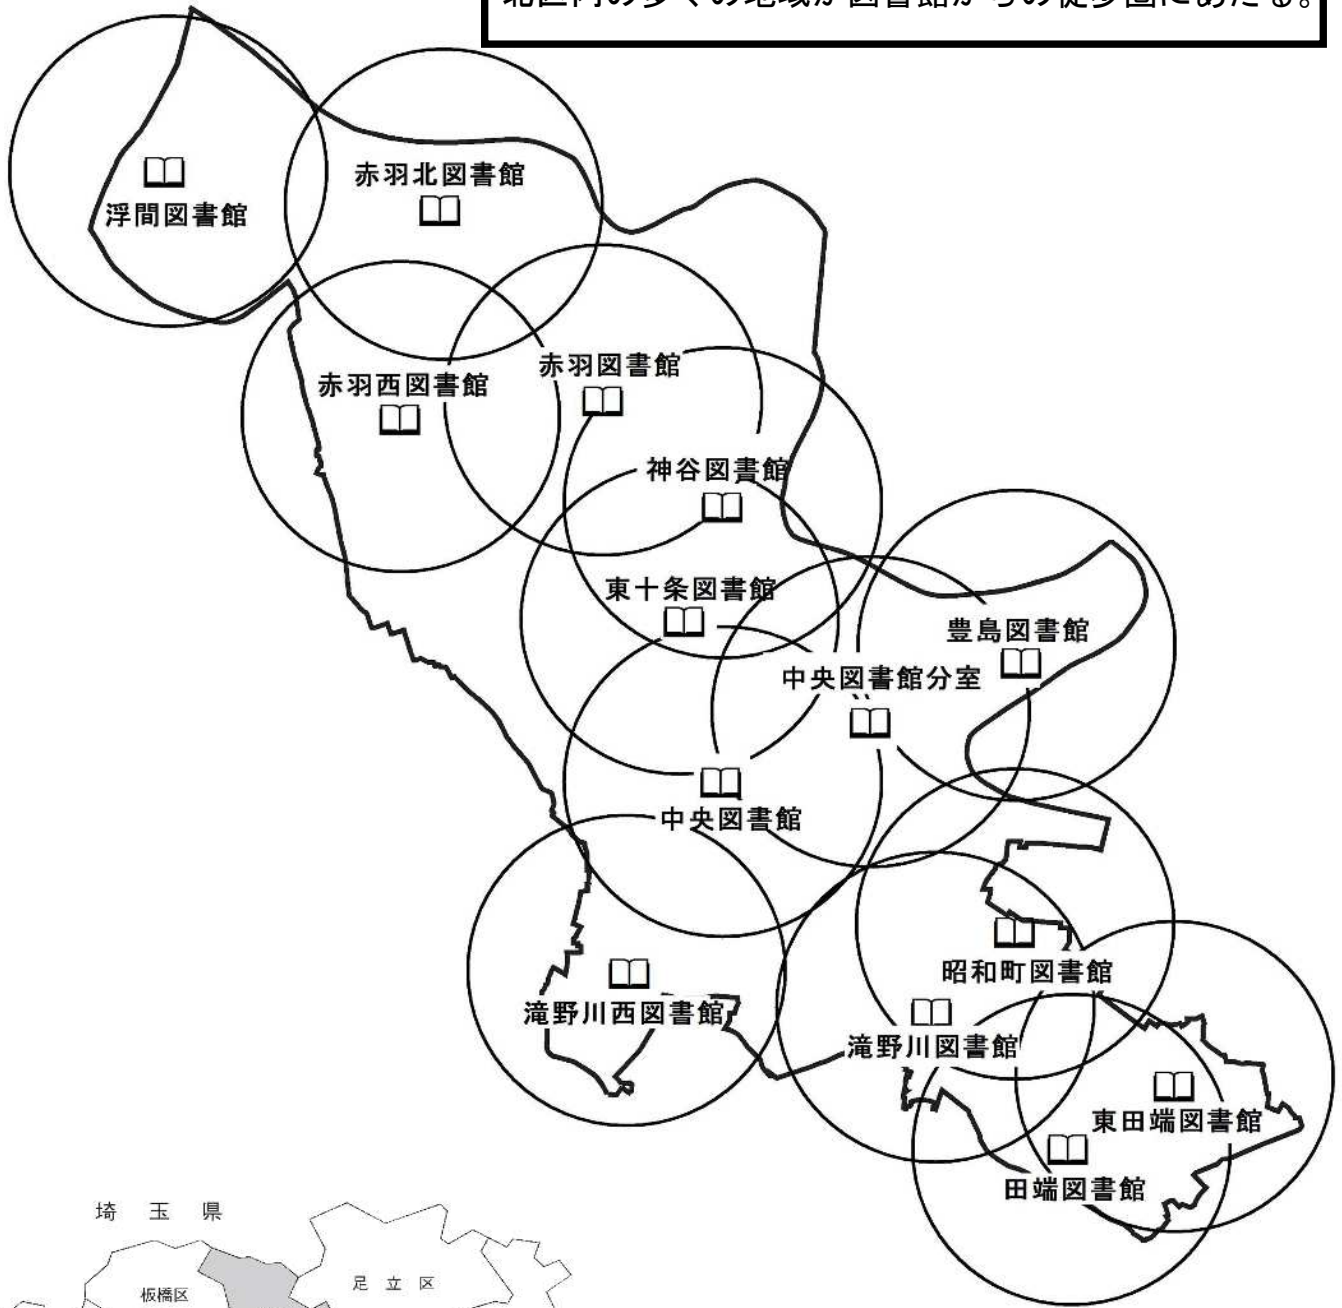 北区内の多くの地域が図書館からの徒歩圏にあたる。
赤羽北図書館
浮間図書館
赤羽図書館
赤羽西図書館
神谷図書館
東十条図書館
豊島図書館
中央図書館分室
中央図書館
昭和町図書館
滝野川西図書館
滝野川図書館
東田端図書館
田端図書館
埼玉県
足立区
板橋区